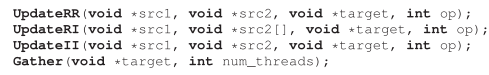 UpdateRR(void *src1, void *src2, void *target, int op);
UpdateRI(void *src1, void *src2[], void *target, int op);
UpdateII(void *src1, void *src2, void *target, int op);
Gather(void *target, int num_threads);